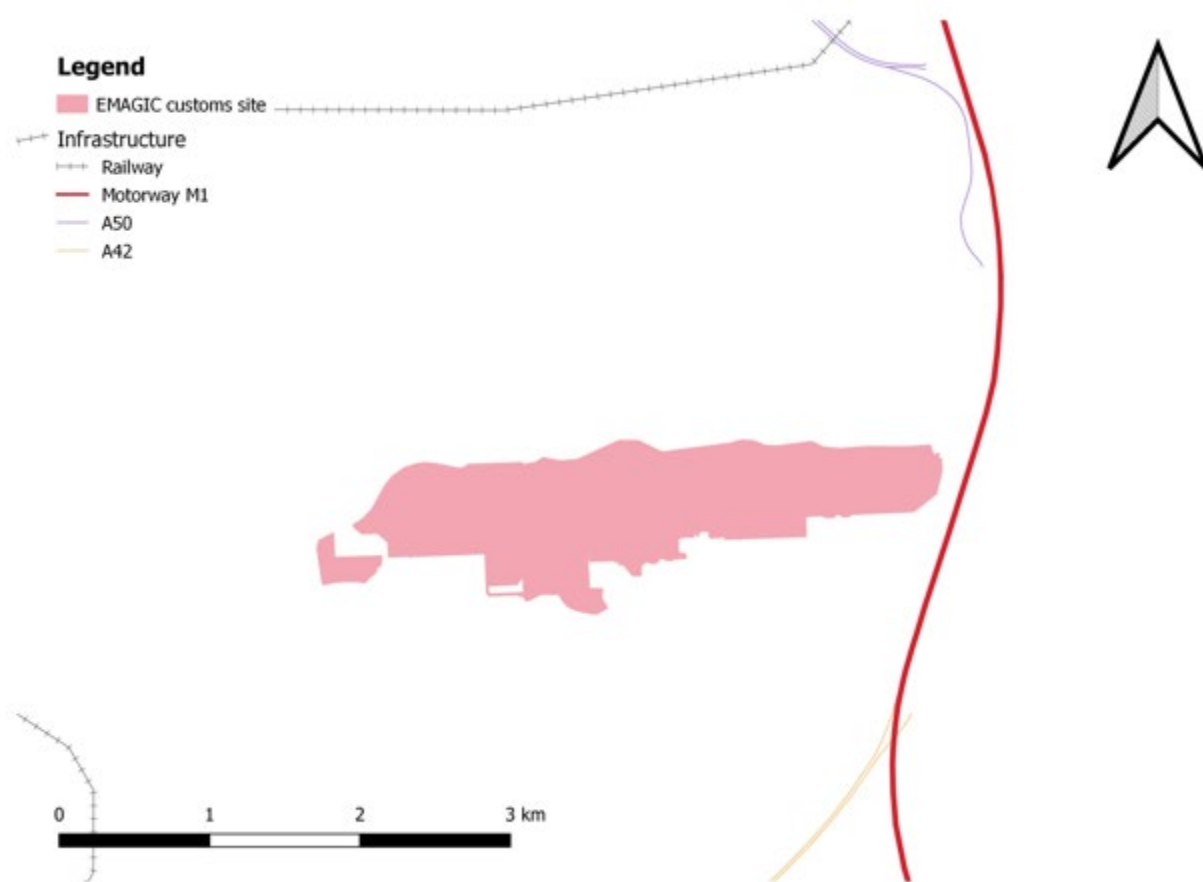 Legend
EMAGIC customs site
Infrastructure
Railway
Motorway M1
A50
A42
0 1 2 3 km